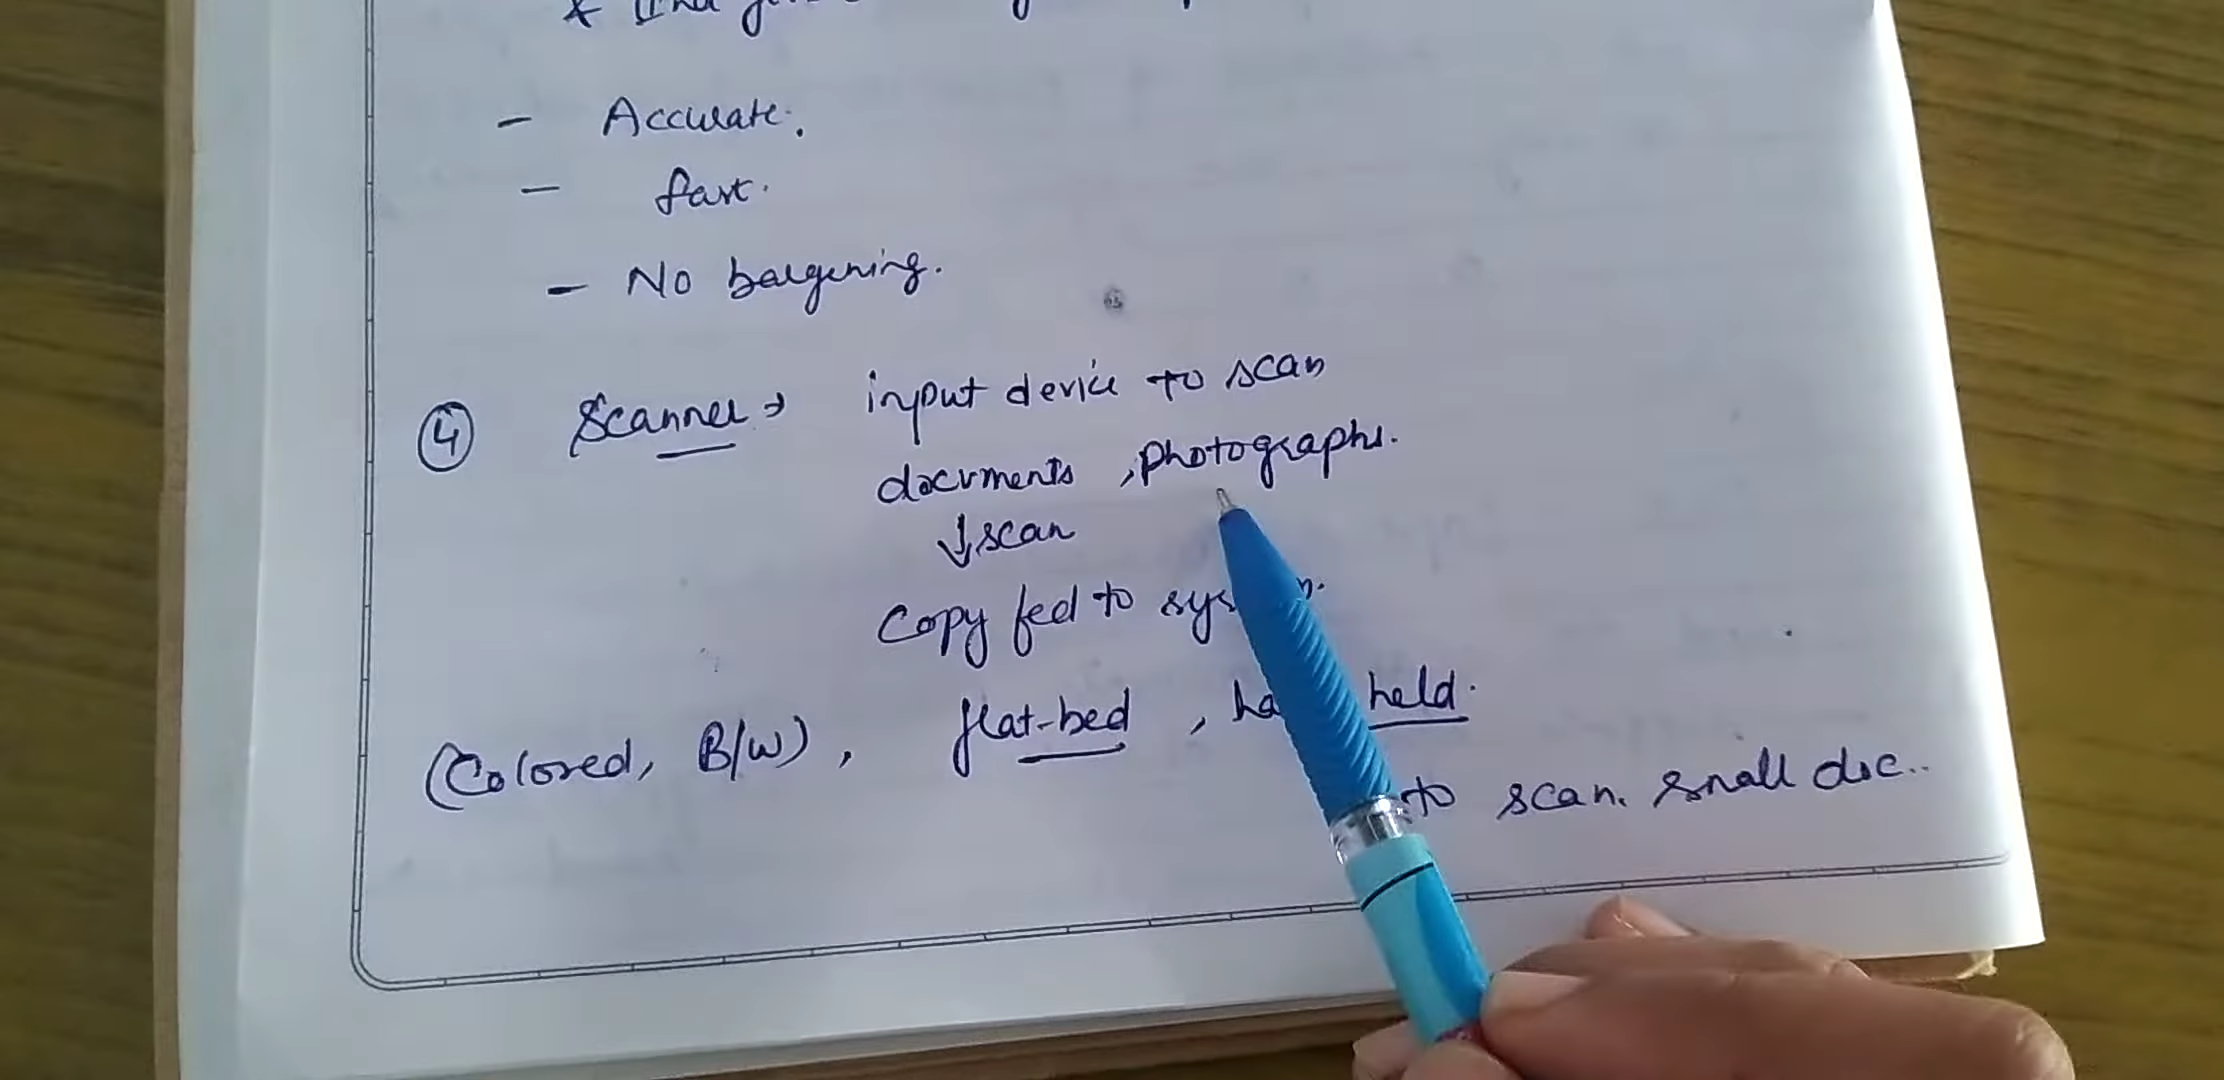 - Accurate.
- fast.
- No bargening.
④ Scanner → input device to scan
documents, photographs.
↓ scan
Copy fed to
(Colored, B/W), flat-bed, held.
to scan small doc..